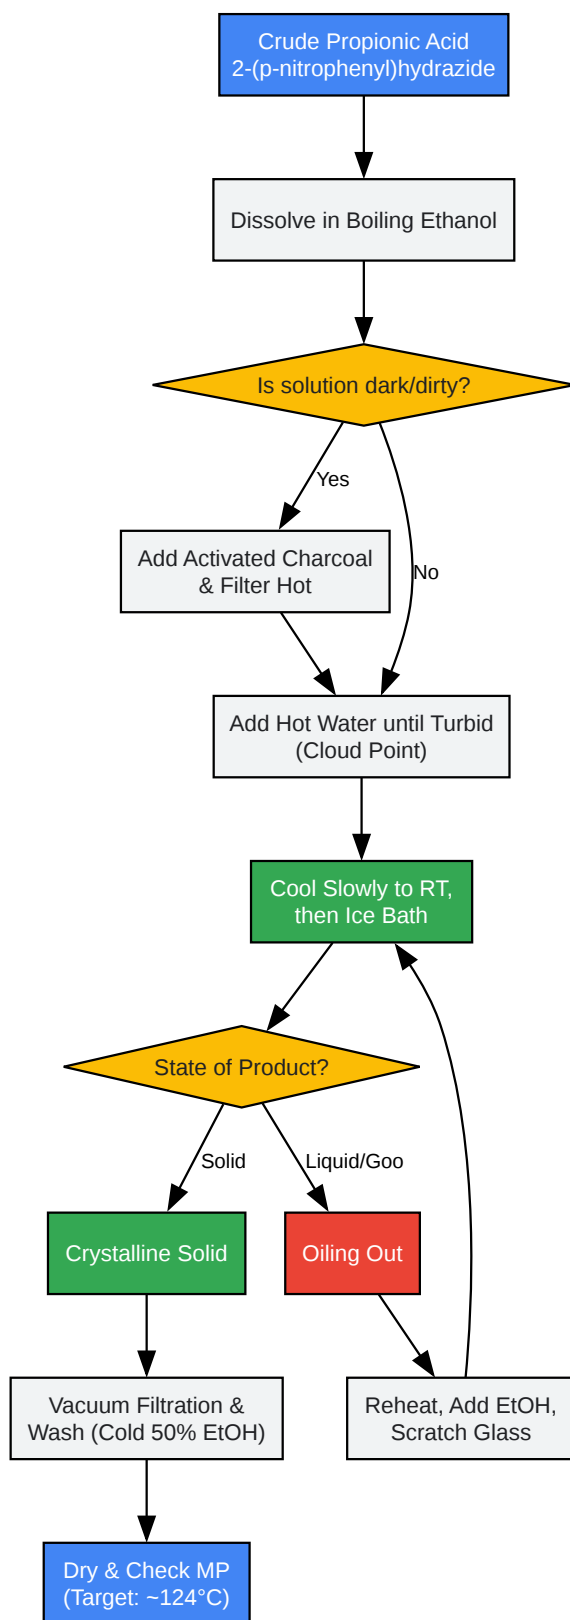 Crude Propionic Acid
2-(p-nitrophenyl)hydrazide
Dissolve in Boiling Ethanol
Is solution dark/dirty?
Yes
Add Activated Charcoal
& Filter Hot
No
Add Hot Water until Turbid
(Cloud Point)
Cool Slowly to RT,
then Ice Bath
State of Product?
Solid
Liquid/Goo
Crystalline Solid
Oiling Out
Vacuum Filtration &
Wash (Cold 50% EtOH)
Reheat, Add EtOH,
Scratch Glass
Dry & Check MP
(Target: ~124°C)